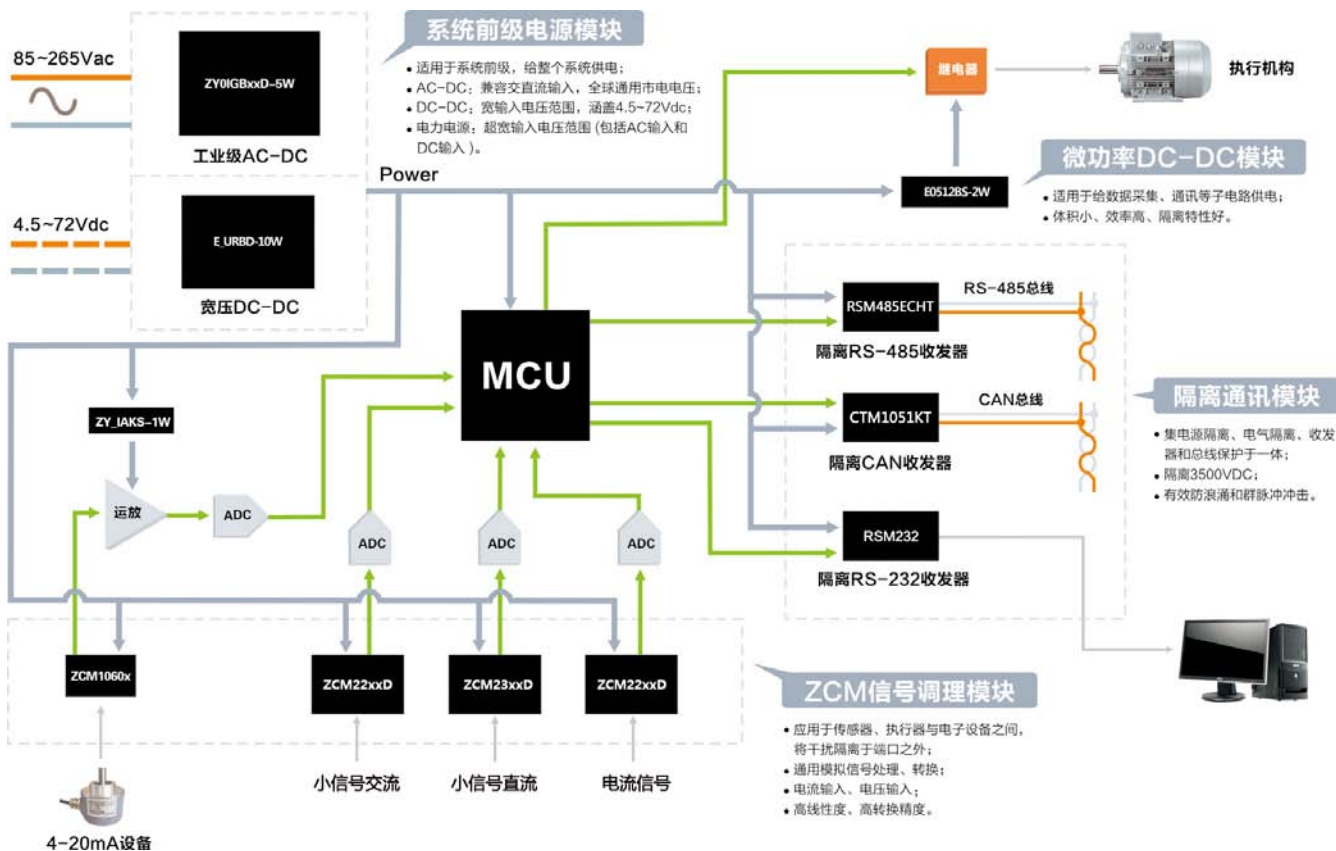 85~265Vac
ZY0IGBxxD-5W
工业级AC-DC
4.5~72Vdc
E_URBD-10W
宽压DC-DC
系统前级电源模块
• 适用于系统前级，给整个系统供电；
• AC-DC：兼容交直流输入，全球通用市电电压；
• DC-DC：宽输入电压范围，涵盖4.5~72Vdc；
• 电力电源：超宽输入电压范围（包括AC输入和
DC输入）。
Power
继电器
执行机构
E0512BS-2W
微功率DC-DC模块
• 适用于给数据采集、通讯等子电路供电；
• 体积小、效率高、隔离特性好。
MCU
RSM485ECHT
RS-485总线
隔离RS-485收发器
CTM1051KT
CAN总线
隔离CAN收发器
RSM232
隔离RS-232收发器
隔离通讯模块
• 集电源隔离、电气隔离、收发
器和总线保护于一体；
• 隔离3500VDC；
• 有效防浪涌和群脉冲冲击。
ZY_IAKS-1W
运放
ADC
ADC
ADC
ADC
ZCM1060x
ZCM22xxD
ZCM23xxD
ZCM22xxD
4-20mA设备
小信号交流
小信号直流
电流信号
ZCM信号调理模块
• 应用于传感器、执行器与电子设备之间，
将干扰隔离于端口之外；
• 通用模拟信号处理、转换；
• 电流输入、电压输入；
• 高线性度、高转换精度。